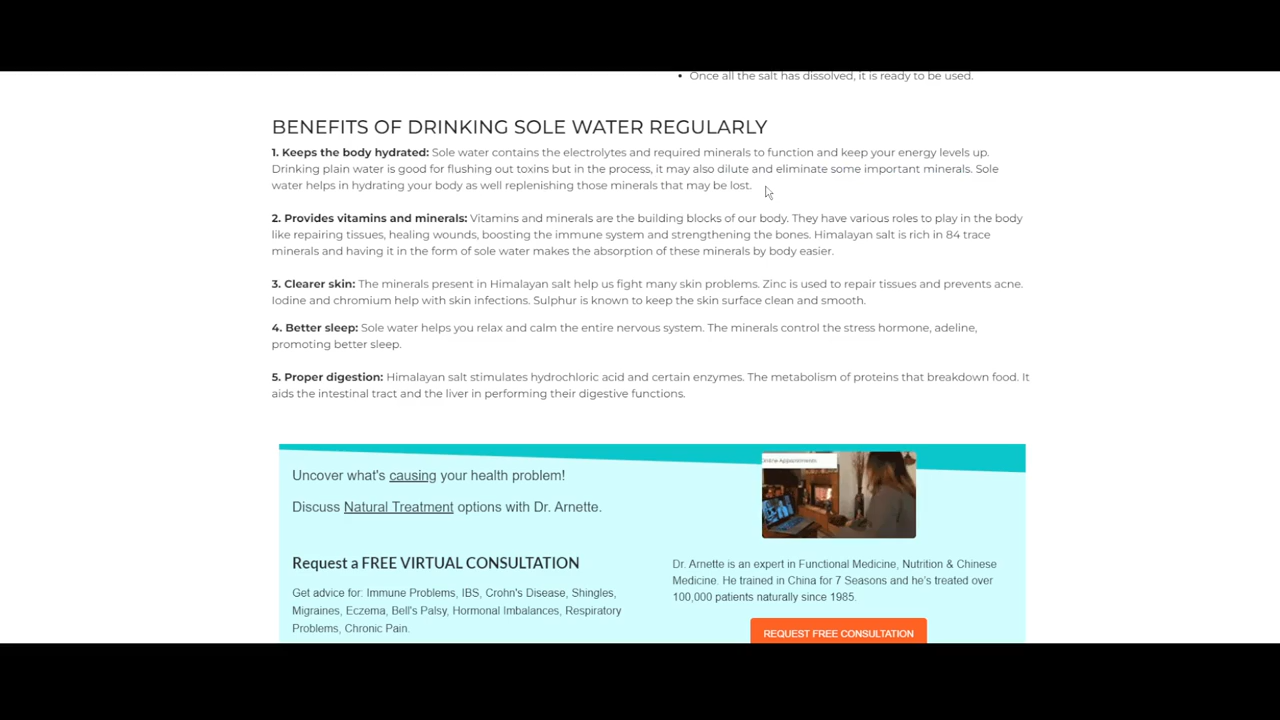 • Once all the salt has dissolved, it is ready to be used.
BENEFITS OF DRINKING SOLE WATER REGULARLY
1. Keeps the body hydrated: Sole water contains the electrolytes and required minerals to function and keep your energy levels up.
Drinking plain water is good for flushing out toxins but in the process, it may also dilute and eliminate some important minerals. Sole
water helps in hydrating your body as well replenishing those minerals that may be lost.
2. Provides vitamins and minerals: Vitamins and minerals are the building blocks of our body. They have various roles to play in the body
like repairing tissues, healing wounds, boosting the immune system and strengthening the bones. Himalayan salt is rich in 84 trace
minerals and having it in the form of sole water makes the absorption of these minerals by body easier.
3. Clearer skin: The minerals present in Himalayan salt help us fight many skin problems. Zinc is used to repair tissues and prevents acne.
Iodine and chromium help with skin infections. Sulphur is known to keep the skin surface clean and smooth.
4. Better sleep: Sole water helps you relax and calm the entire nervous system. The minerals control the stress hormone, adeline,
promoting better sleep.
5. Proper digestion: Himalayan salt stimulates hydrochloric acid and certain enzymes. The metabolism of proteins that breakdown food. It
aids the intestinal tract and the liver in performing their digestive functions.
Uncover what's causing your health problem!
Discuss Natural Treatment options with Dr. Arnette.
Request a FREE VIRTUAL CONSULTATION
Get advice for: Immune Problems, IBS, Crohn's Disease, Shingles,
Migraines, Eczema, Bell's Palsy, Hormonal Imbalances, Respiratory
Problems, Chronic Pain.
Online Appointments
Dr. Arnette is an expert in Functional Medicine, Nutrition & Chinese
Medicine. He trained in China for 7 Seasons and he's treated over
100,000 patients naturally since 1985.
REQUEST FREE CONSULTATION